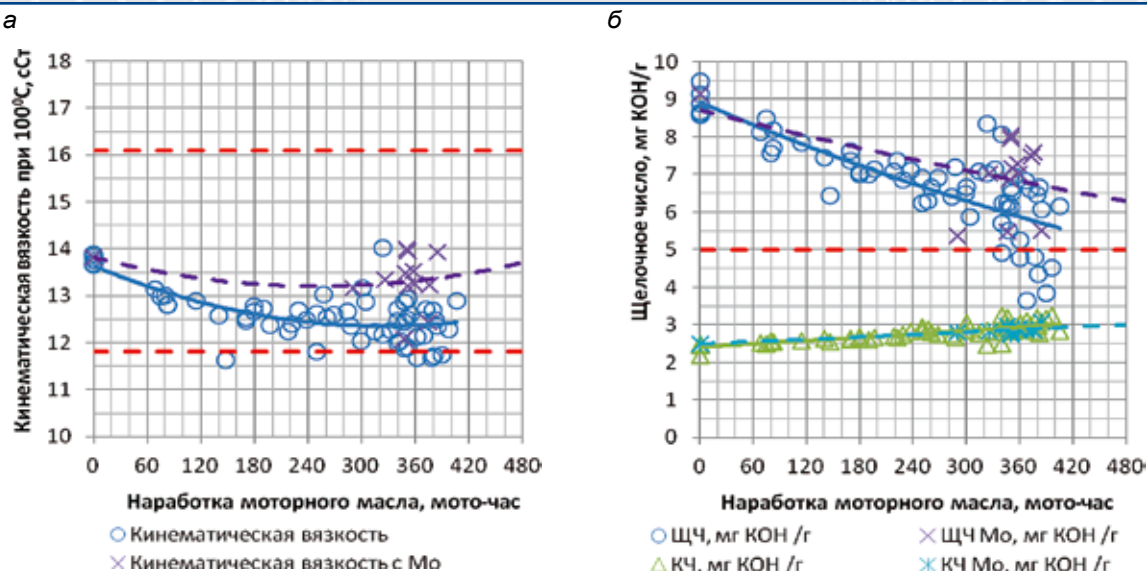 а
б
Кинематическая вязкость при 100⁰С, сСт
18
17
16
15
14
13
12
11
10
0 60 120 180 240 300 360 420 480
Наработка моторного масла, мото-час
Кинематическая вязкость
Кинематическая вязкость с Мо
Щелочное число, мг КОН/г
10
9
8
7
6
5
4
3
2
1
0
0 60 120 180 240 300 360 420 480
Наработка моторного масла, мото-час
ЩЧ, мг КОН /г
ЩЧ Мо, мг КОН /г
КЧ, мг КОН /г
КЧ Мо, мг КОН /г